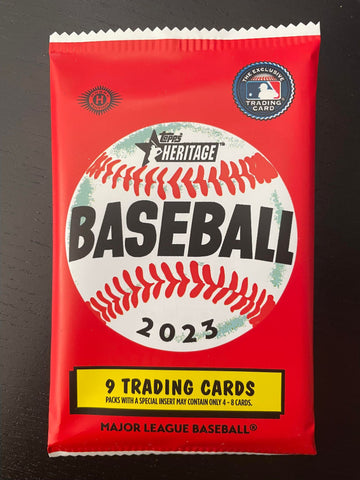 H
THE EXCLUSIVE
TRADING CARD
TOPPS
HERITAGE™
BASEBALL
2023
9 TRADING CARDS
PACKS WITH A SPECIAL INSERT MAY CONTAIN ONLY 4 - 8 CARDS.
MAJOR LEAGUE BASEBALL®